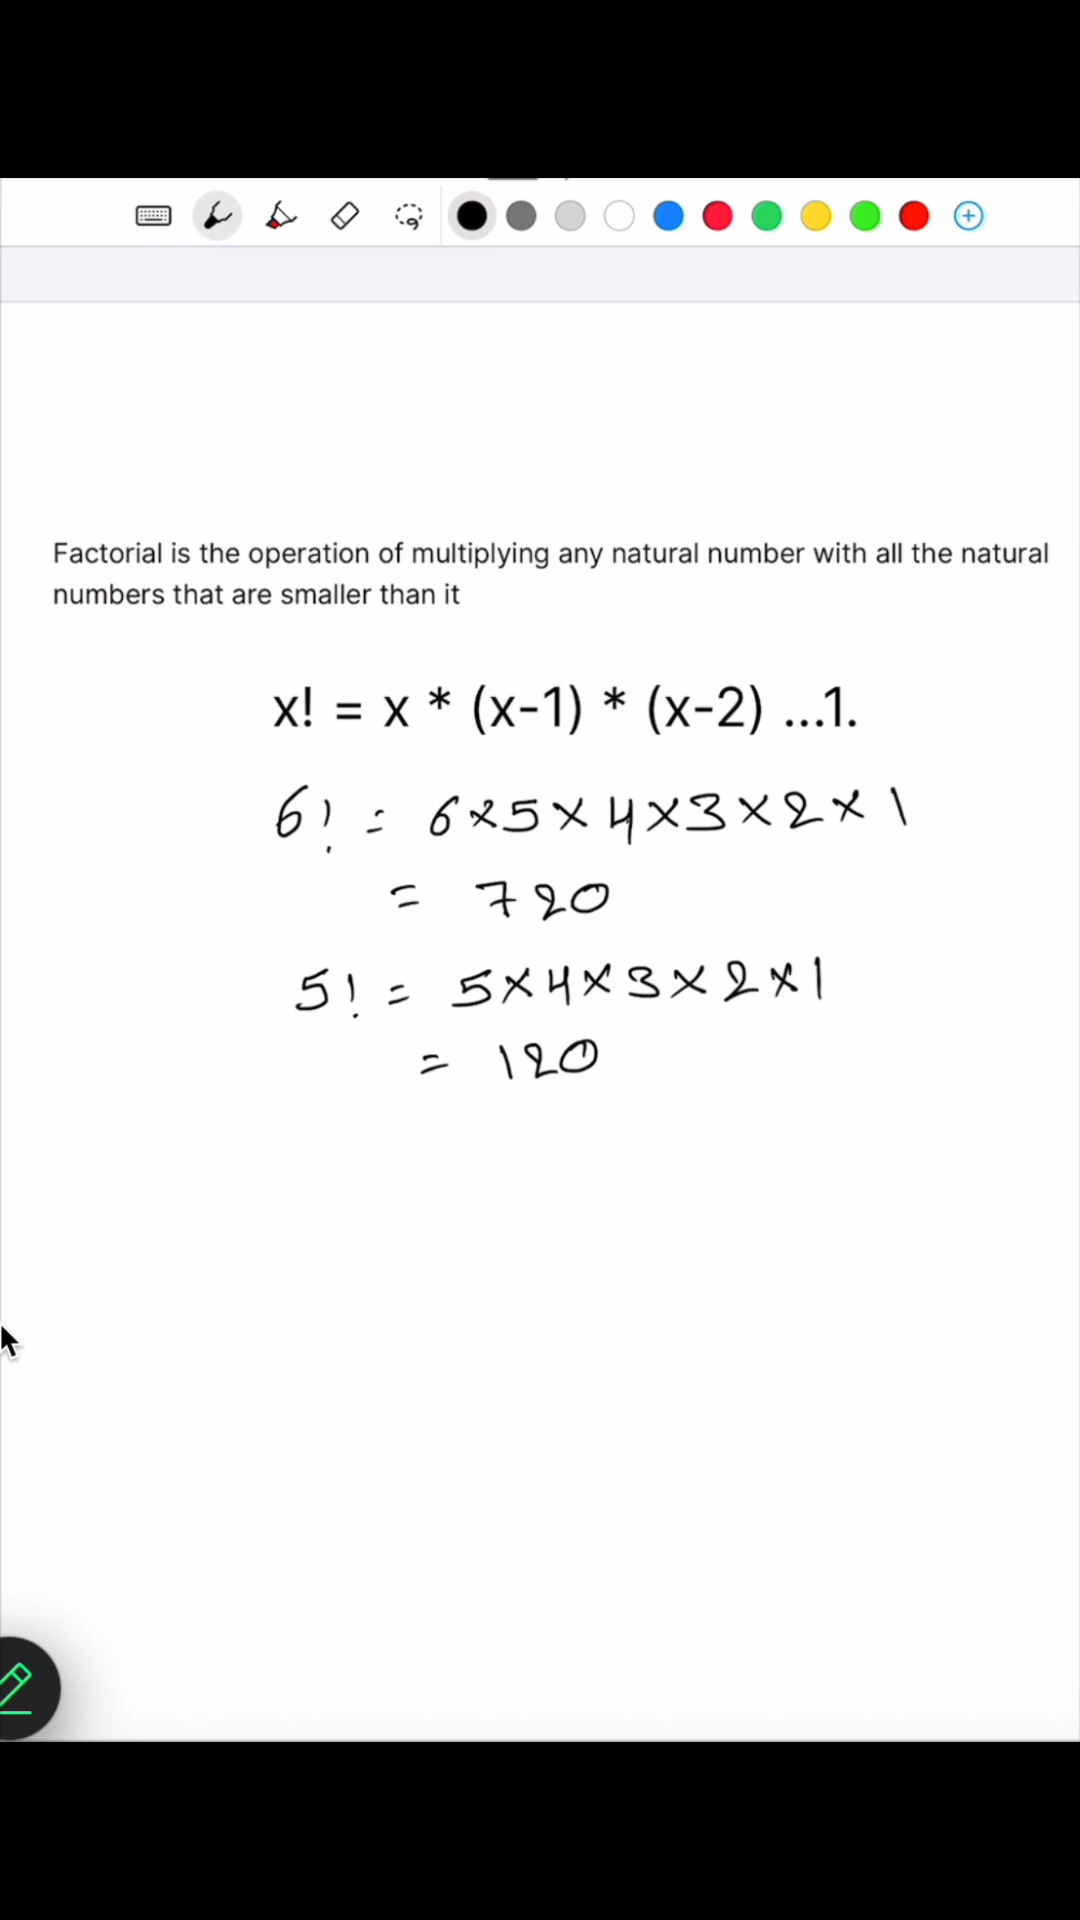 Factorial is the operation of multiplying any natural number with all the natural
numbers that are smaller than it
x! = x * (x-1) * (x-2) ...1.
6! = 6×5×4×3×2×1
= 720
5! = 5×4×3×2×1
= 120